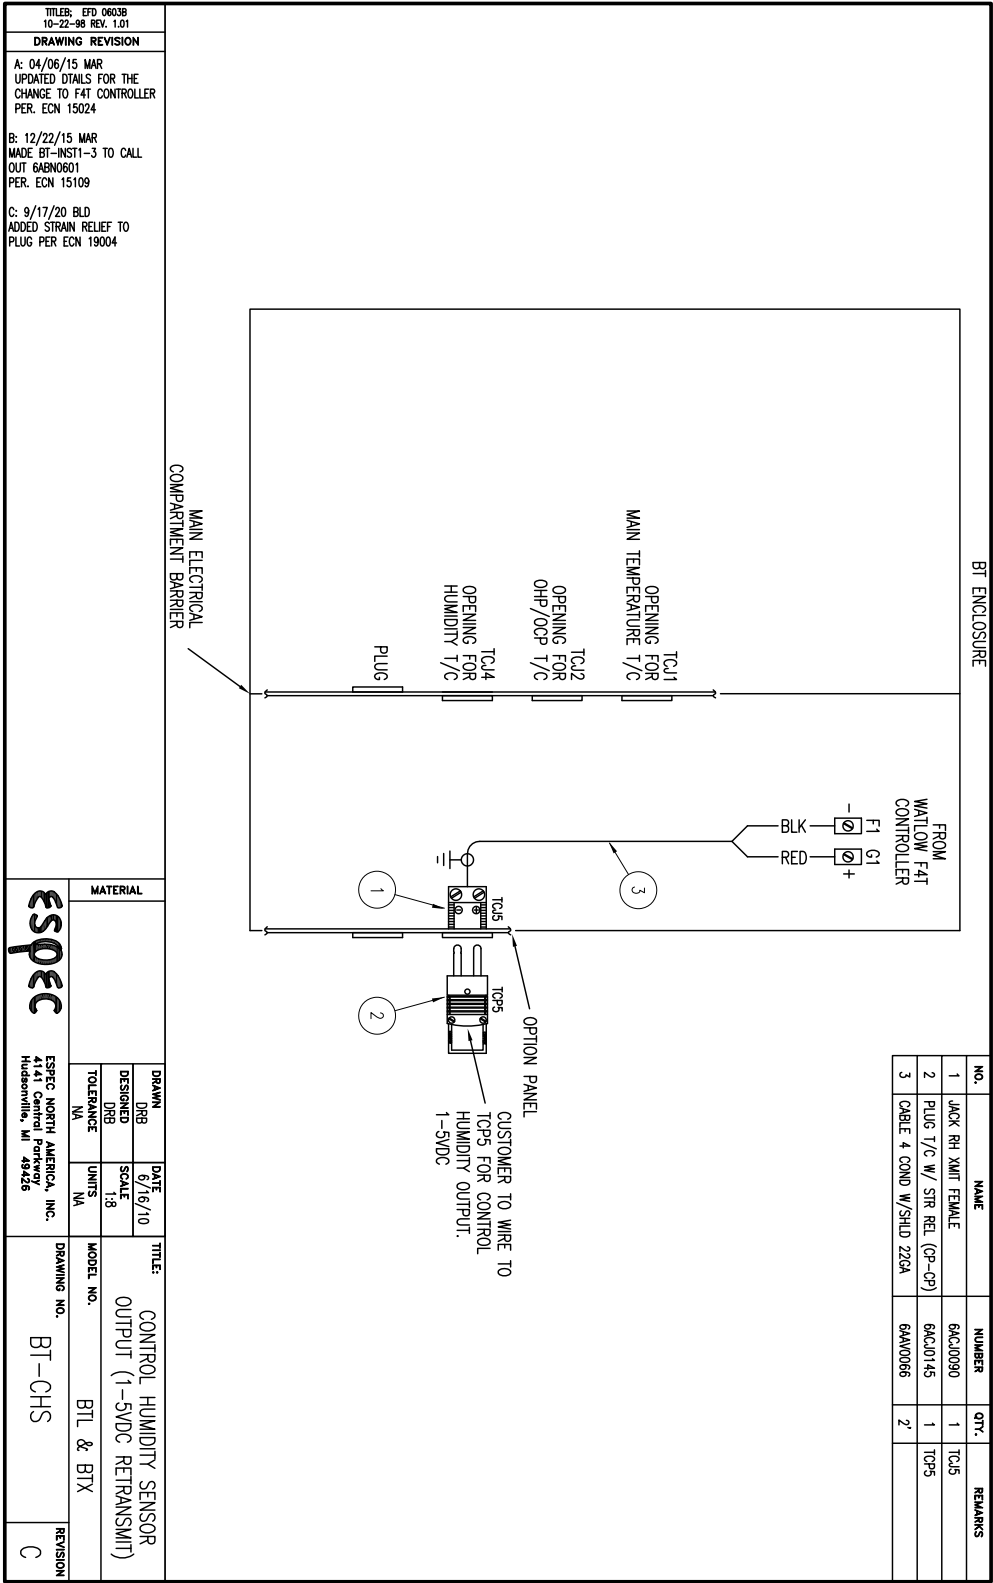 TITLEB; EFD 0603B
10-22-98 REV. 1.01
DRAWING REVISION
A: 04/06/15 MAR
UPDATED DTAILS FOR THE
CHANGE TO F4T CONTROLLER
PER. ECN 15024
B: 12/22/15 MAR
MADE BT-INST1-3 TO CALL
OUT 6ABN0601
PER. ECN 15109
C: 9/17/20 BLD
ADDED STRAIN RELIEF TO
PLUG PER ECN 19004
BT ENCLOSURE
MAIN ELECTRICAL
COMPARTMENT BARRIER
TCJ1
OPENING FOR
MAIN TEMPERATURE T/C
TCJ2
OPENING FOR
OHP/OCP T/C
TCJ4
OPENING FOR
HUMIDITY T/C
PLUG
FROM
WATLOW F4T
CONTROLLER
F1 G1
- +
BLK
RED
3
1
TCJ5
2
TCP5
OPTION PANEL
CUSTOMER TO WIRE TO
TCP5 FOR CONTROL
HUMIDITY OUTPUT.
1-5VDC
NO. NAME NUMBER QTY. REMARKS
1 JACK RH XMIT FEMALE 6ACJ0090 1 TCJ5
2 PLUG T/C W/ STR REL (CP-CP) 6ACJ0145 1 TCP5
3 CABLE 4 COND W/SHLD 22GA 6AAV0066 2'
MATERIAL
ESPEC
ESPEC NORTH AMERICA, INC.
4141 Central Parkway
Hudsonville, MI 49426
DRAWN DRB
DATE 6/16/10
DESIGNED DRB
SCALE 1:8
TOLERANCE NA
UNITS NA
TITLE: CONTROL HUMIDITY SENSOR
OUTPUT (1-5VDC RETRANSMIT)
MODEL NO. BTL & BTX
DRAWING NO. BT-CHS
REVISION C